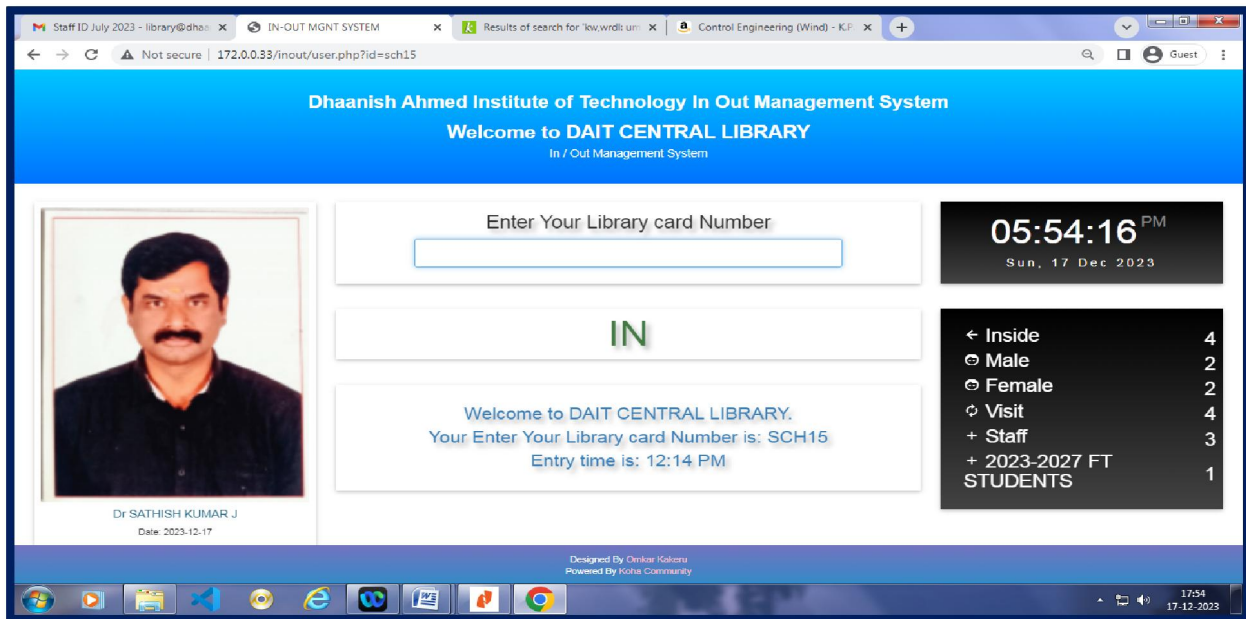 Staff ID July 2023 - library@dhaa
IN-OUT MGNT SYSTEM
Results of search for 'kw,wrdl: um
Control Engineering (Wind) - K.P.
Not secure | 172.0.0.33/inout/user.php?id=sch15
Guest
Dhaanish Ahmed Institute of Technology In Out Management System
Welcome to DAIT CENTRAL LIBRARY
In / Out Management System
Enter Your Library card Number
IN
Welcome to DAIT CENTRAL LIBRARY.
Your Enter Your Library card Number is: SCH15
Entry time is: 12:14 PM
Dr SATHISH KUMAR J
Date: 2023-12-17
05:54:16 PM
Sun, 17 Dec 2023
Inside 4
Male 2
Female 2
Visit 4
+ Staff 3
+ 2023-2027 FT
STUDENTS 1
Designed By Omkar Kakeru
Powered By Koha Community
17:54
17-12-2023